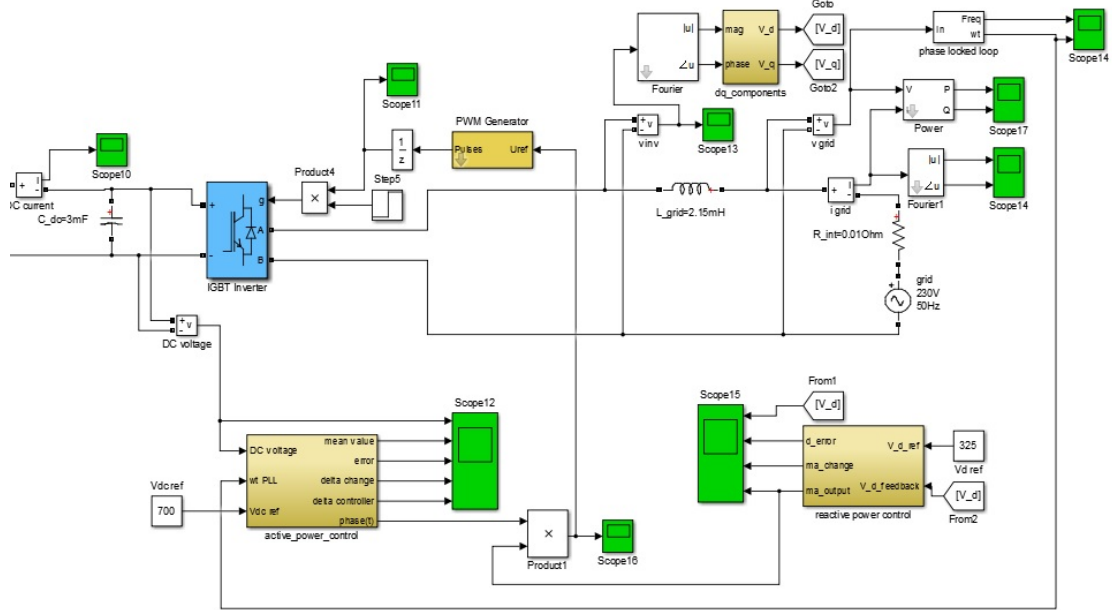 Goto
Freq
|u|
mag
V_d
[V_d]
In
wt
phase locked loop
Scope14
∠u
phase
V_q
[V_q]
Fourier
dq_components
Goto2
Scope11
PWM Generator
V
P
Q
Power
Scope17
Pulses
Uref
1
z
+
-
v
v inv
Scope13
+
-
v
v grid
Scope10
Product4
Step5
|u|
∠u
Fourier1
Scope14
+
i
-
DC current
C_dc=3mF
+
+
g
×
A
B
-
IGBT Inverter
L_grid=2.15mH
+
+
i
-
i grid
R_int=0.01Ohm
+
+
grid
230V
50Hz
+
-
v
DC voltage
Scope12
Scope15
From1
[V_d]
DC voltage
mean value
error
wt PLL
delta change
delta controller
Vdc ref
phase(t)
active_power_control
Vdc ref
700
d_error
V_d_ref
ma_change
V_d_feedback
ma_output
reactive power control
325
Vd ref
[V_d]
From2
×
Product1
Scope16